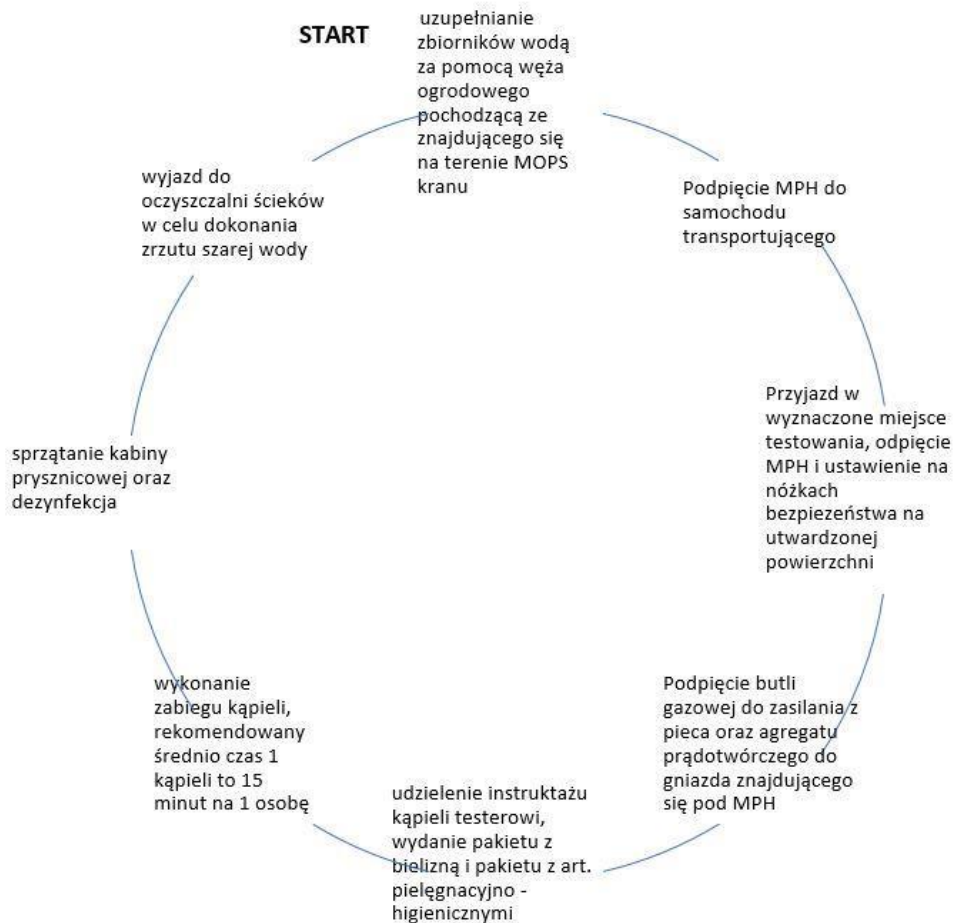 START
uzupełnianie
zbiorników wodą
za pomocą węża
ogrodowego
pochodzącą ze
znajdującego się
na terenie MOPS
kranu
Podpięcie MPH do
samochodu
transportującego
Przyjazd w
wyznaczone miejsce
testowania, odpięcie
MPH i ustawienie na
nóżkach
bezpiezeństwa na
utwardzonej
powierzchni
Podpięcie butli
gazowej do zasilania z
pieca oraz agregatu
prądotwórczego do
gniazda znajdującego
się pod MPH
udzielenie instruktażu
kąpieli testerowi,
wydanie pakietu z
bielizną i pakietu z art.
pielęgnacyjno -
higienicznymi
wykonanie
zabiegu kąpieli,
rekomendowany
średnio czas 1
kąpieli to 15
minut na 1 osobę
sprzątanie kabiny
prysznicowej oraz
dezynfekcja
wyjazd do
oczyszczalni ścieków
w celu dokonania
zrzutu szarej wody